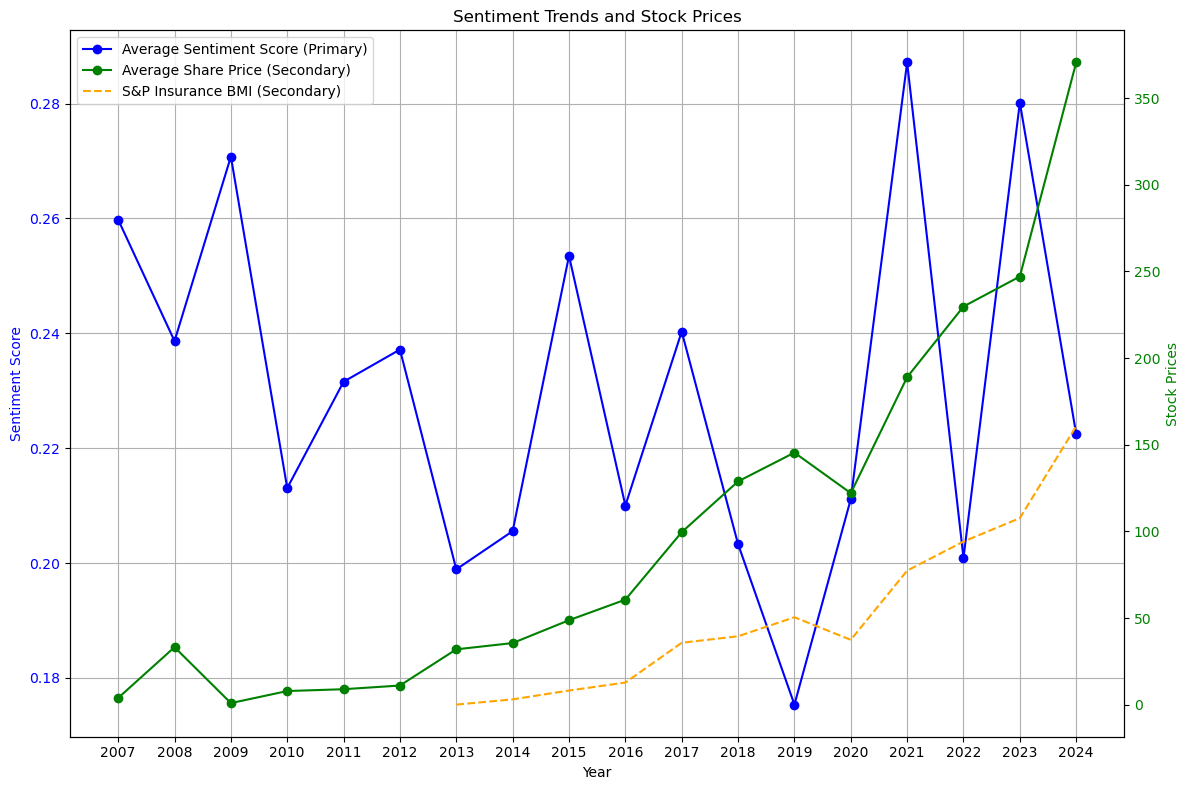 Sentiment Trends and Stock Prices
Average Sentiment Score (Primary)
Average Share Price (Secondary)
S&P Insurance BMI (Secondary)
Sentiment Score
0.28
0.26
0.24
0.22
0.20
0.18
350
300
250
200
150
100
50
0
Stock Prices
2007 2008 2009 2010 2011 2012 2013 2014 2015 2016 2017 2018 2019 2020 2021 2022 2023 2024
Year